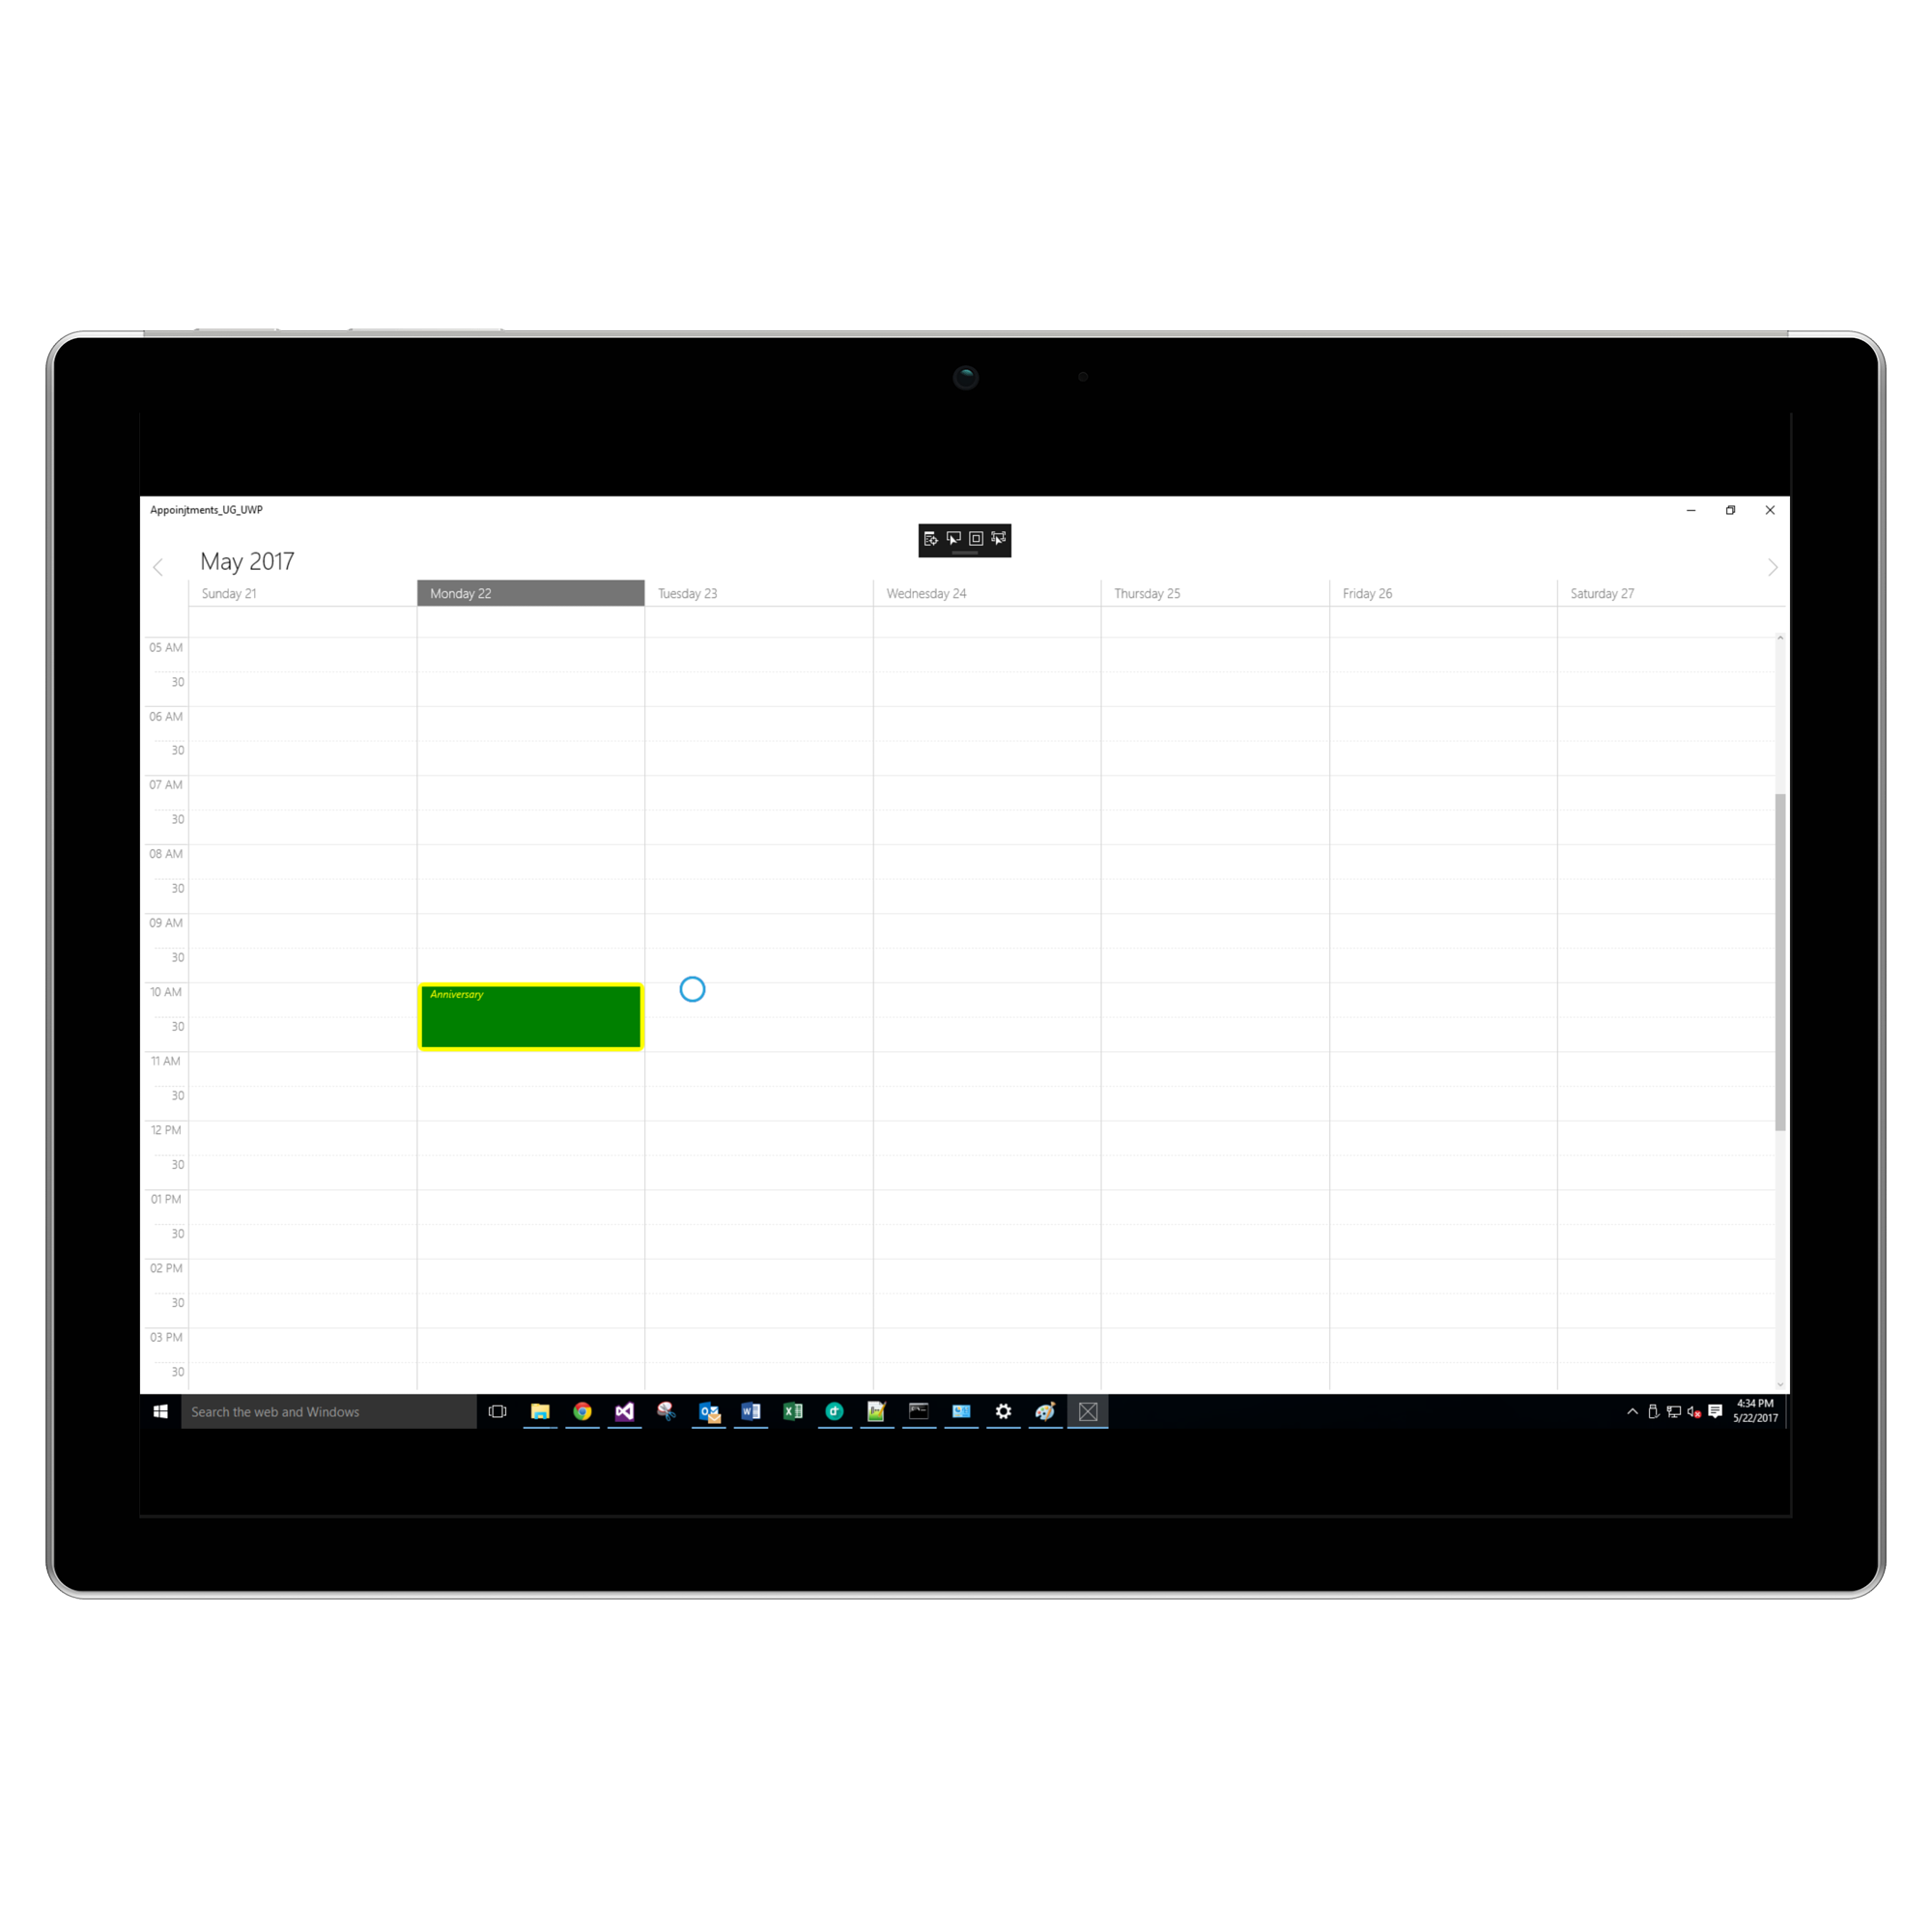 Appoinjtments_UG_UWP
May 2017
Sunday 21 Monday 22 Tuesday 23 Wednesday 24 Thursday 25 Friday 26 Saturday 27
05 AM
30
06 AM
30
07 AM
30
08 AM
30
09 AM
30
10 AM Anniversary
30
11 AM
30
12 PM
30
01 PM
30
02 PM
30
03 PM
30
Search the web and Windows
4:34 PM
5/22/2017